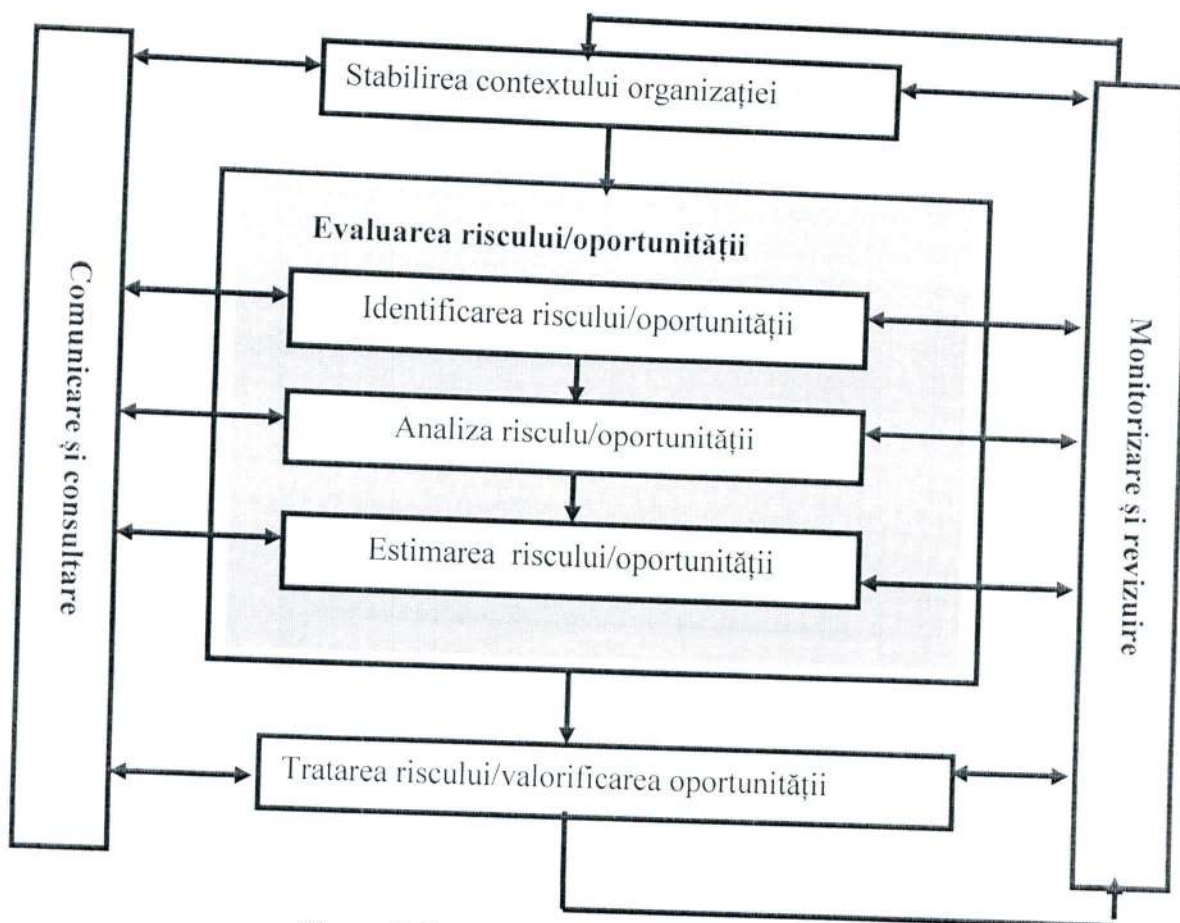 Stabilirea contextului organizației
Evaluarea riscului/oportunității
Identificarea riscului/oportunității
Analiza risculu/oportunității
Estimarea riscului/oportunității
Tratarea riscului/valorificarea oportunității
Comunicare și consultare
Monitorizare și revizuire